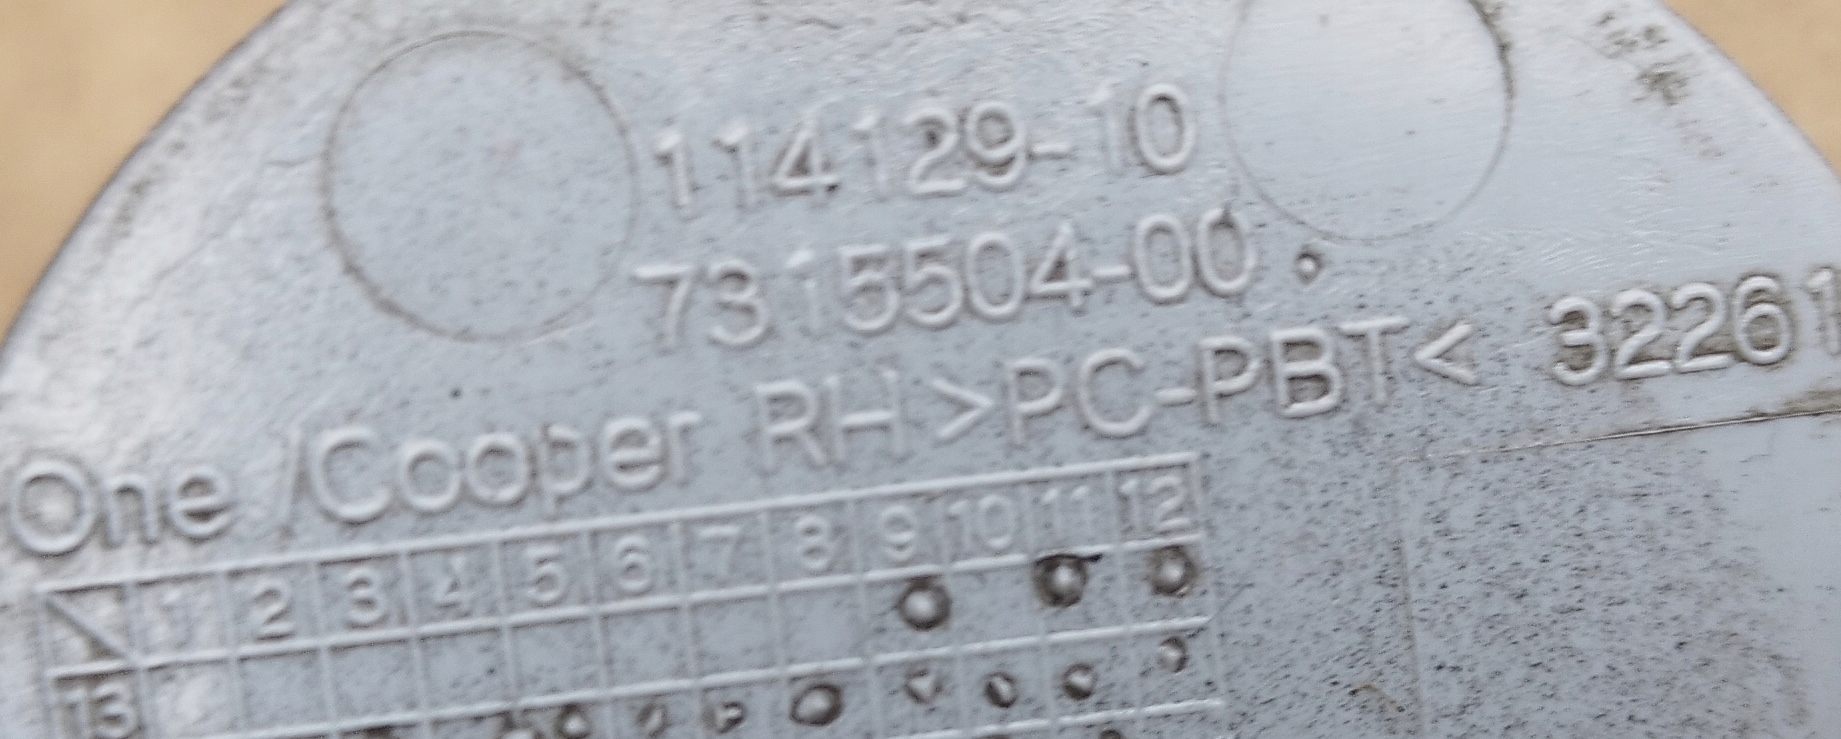 114129-10
7315504-00
One /Cooper RH >PC-PBT< 32261
1 2 3 4 5 6 7 8 9 10 11 12
13